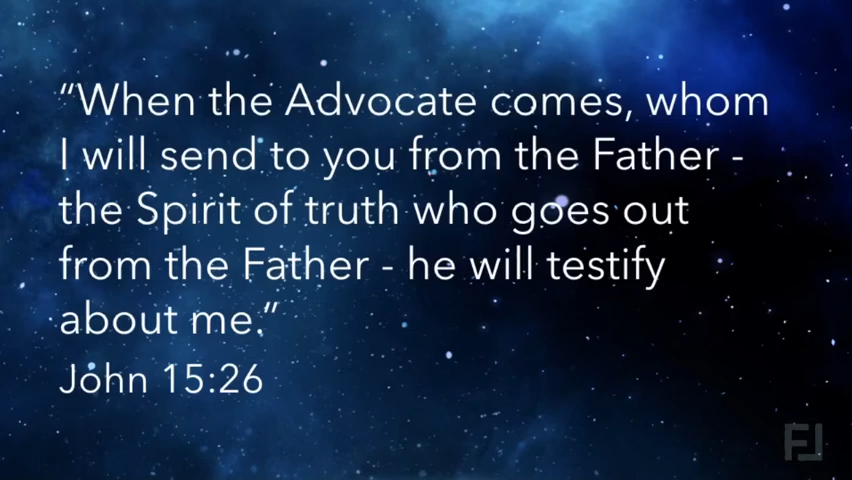 “When the Advocate comes, whom
I will send to you from the Father -
the Spirit of truth who goes out
from the Father - he will testify
about me.”
John 15:26